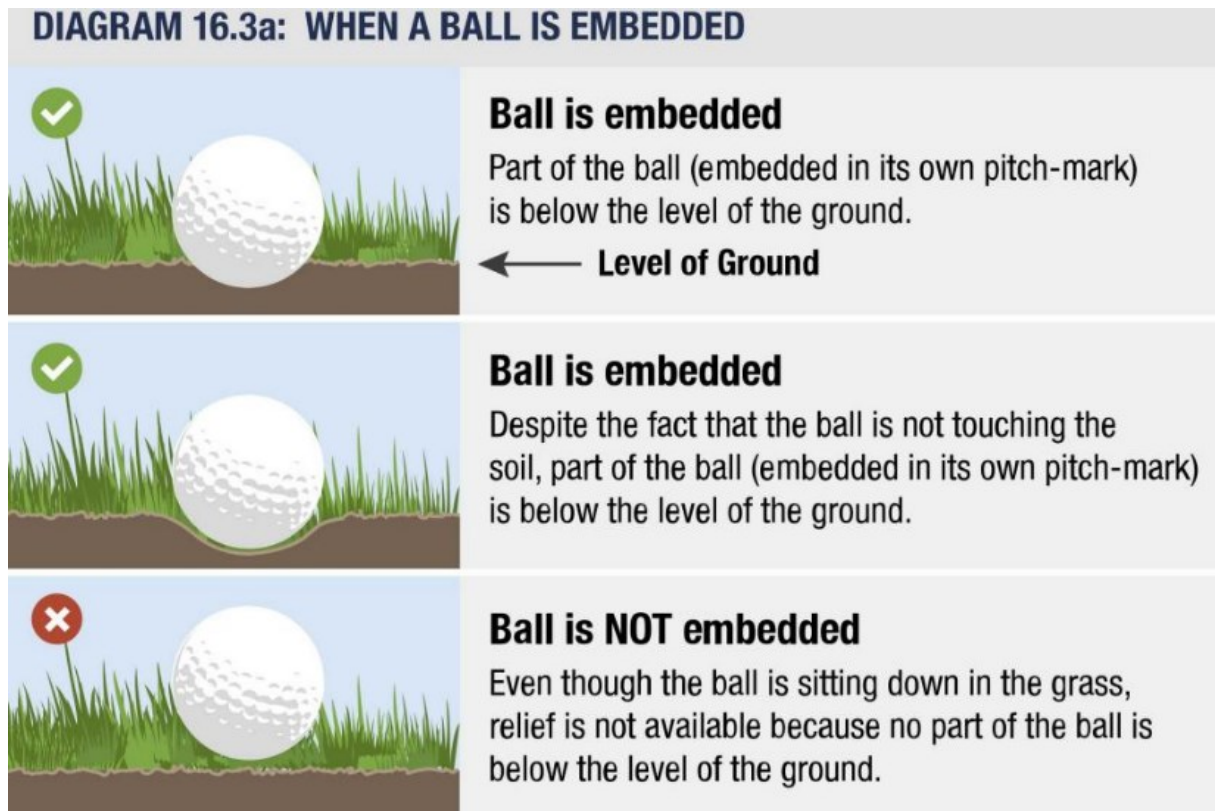 DIAGRAM 16.3a: WHEN A BALL IS EMBEDDED
Ball is embedded
Part of the ball (embedded in its own pitch-mark)
is below the level of the ground.
Level of Ground
Ball is embedded
Despite the fact that the ball is not touching the
soil, part of the ball (embedded in its own pitch-mark)
is below the level of the ground.
Ball is NOT embedded
Even though the ball is sitting down in the grass,
relief is not available because no part of the ball is
below the level of the ground.